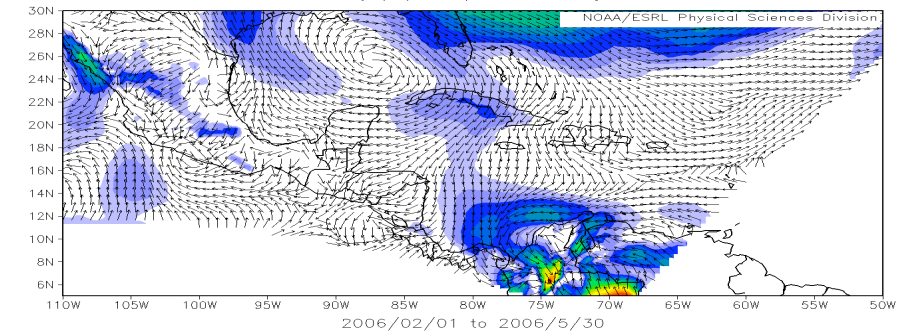 30N
NOAA/ESRL Physical Sciences Division
28N
26N
24N
22N
20N
18N
16N
14N
12N
10N
8N
6N
110W 105W 100W 95W 90W 85W 80W 75W 70W 65W 60W 55W 50W
2006/02/01 to 2006/5/30